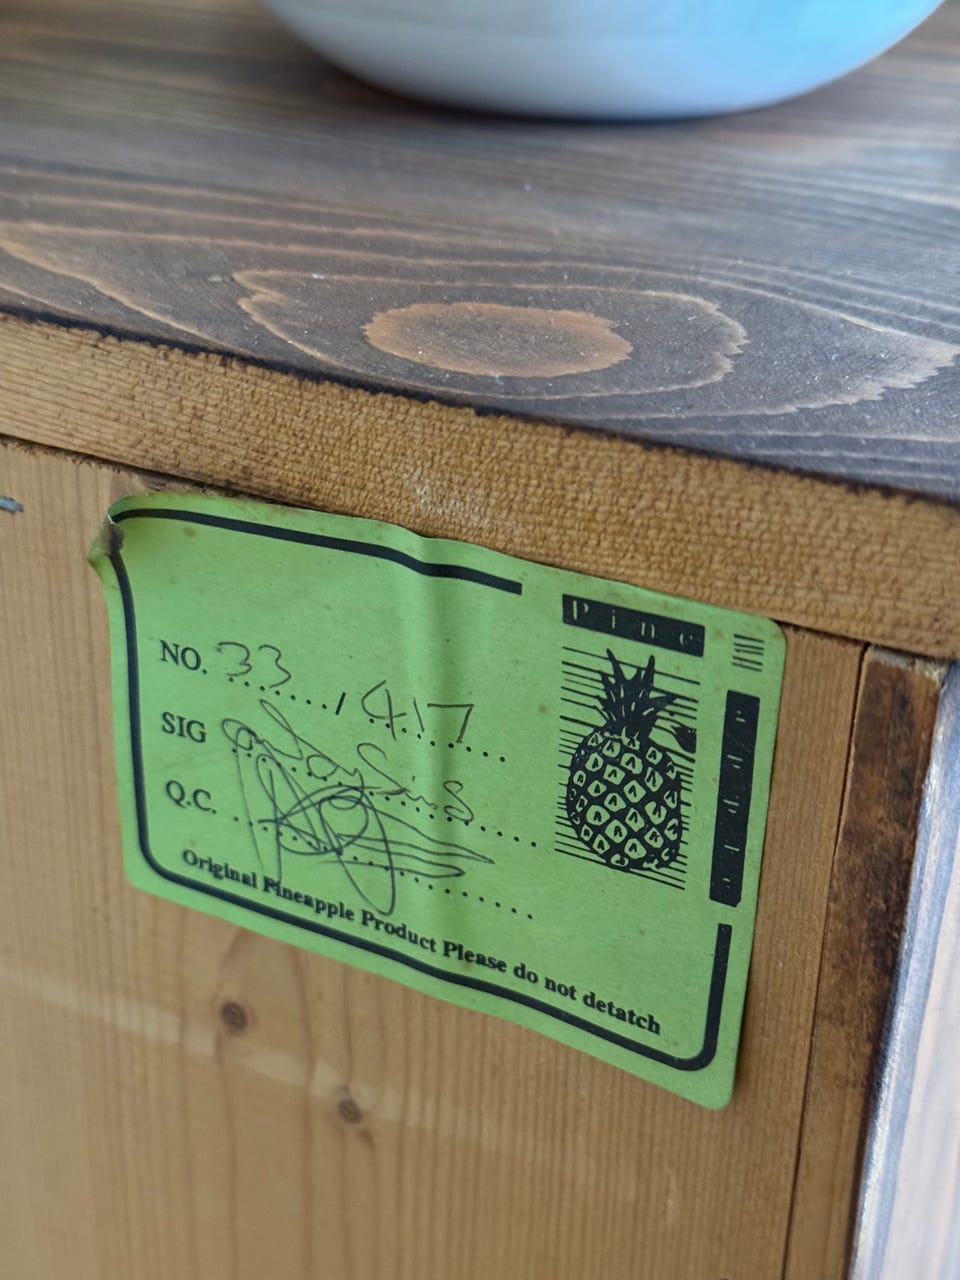 Pine
NO. 33 / 417
SIG
Q.C.
Original Pineapple Product Please do not detatch